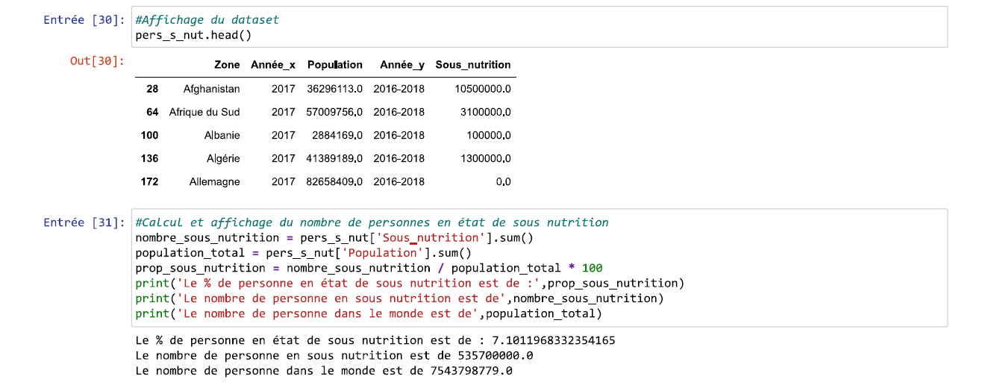 Entrée [30]: #Affichage du dataset
pers_s_nut.head()
Out[30]:
Zone Année_x Population Année_y Sous_nutrition
28 Afghanistan 2017 36296113.0 2016-2018 10500000.0
64 Afrique du Sud 2017 57009756.0 2016-2018 3100000.0
100 Albanie 2017 2884169.0 2016-2018 100000.0
136 Algérie 2017 41389189.0 2016-2018 1300000.0
172 Allemagne 2017 82658409.0 2016-2018 0.0
Entrée [31]: #Calcul et affichage du nombre de personnes en état de sous nutrition
nombre_sous_nutrition = pers_s_nut['Sous_nutrition'].sum()
population_total = pers_s_nut['Population'].sum()
prop_sous_nutrition = nombre_sous_nutrition / population_total * 100
print('Le % de personne en état de sous nutrition est de :',prop_sous_nutrition)
print('Le nombre de personne en sous nutrition est de',nombre_sous_nutrition)
print('Le nombre de personne dans le monde est de',population_total)
Le % de personne en état de sous nutrition est de : 7.1011968332354165
Le nombre de personne en sous nutrition est de 535700000.0
Le nombre de personne dans le monde est de 7543798779.0